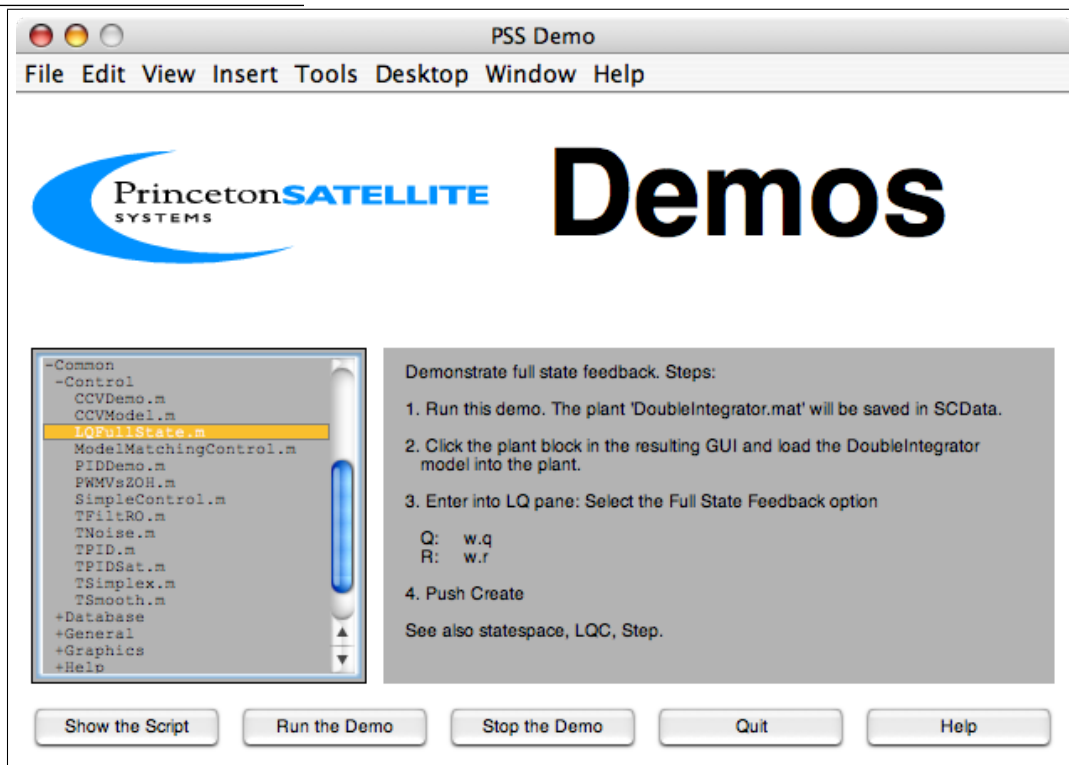 PSS Demo
File Edit View Insert Tools Desktop Window Help
PrincetonSATELLITE
SYSTEMS
Demos
-Common
-Control
CCVDemo.m
CCVModel.m
LQFullState.m
ModelMatchingControl.m
PIDDemo.m
PWMVsZOH.m
SimpleControl.m
TFiltRO.m
TNoise.m
TPID.m
TPIDSat.m
TSimplex.m
TSmooth.m
+Database
+General
+Graphics
+Help
Demonstrate full state feedback. Steps:
1. Run this demo. The plant 'DoubleIntegrator.mat' will be saved in SCData.
2. Click the plant block in the resulting GUI and load the DoubleIntegrator
model into the plant.
3. Enter into LQ pane: Select the Full State Feedback option
Q: w.q
R: w.r
4. Push Create
See also statespace, LQC, Step.
Show the Script Run the Demo Stop the Demo Quit Help